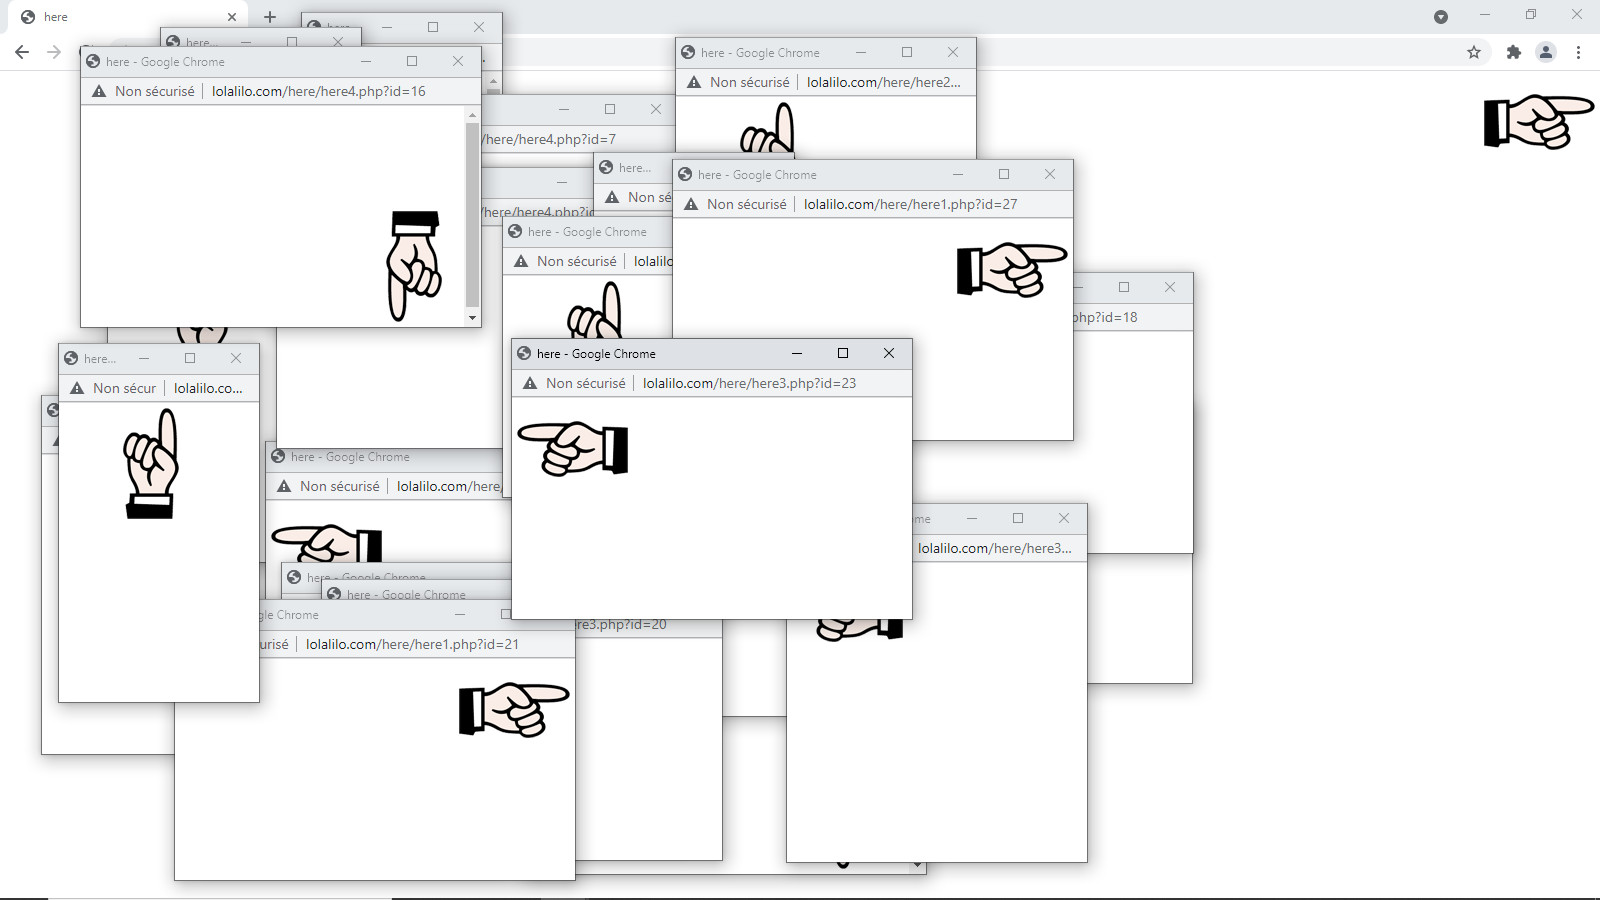 here
here...
here - Google Chrome
Non sécurisé lolalilo.com/here/here4.php?id=16
here - Google Chrome
Non sécurisé lolalilo.com/here/here2...
/here/here4.php?id=7
here...
Non sé
here - Google Chrome
Non sécurisé lolalilo.com/here/here1.php?id=27
/here/here4.php?i
here - Google Chrome
Non sécurisé lolalilo
php?id=18
here - Google Chrome
Non sécurisé lolalilo.com/here/here3.php?id=23
here...
Non sécur lolalilo.co...
here - Google Chrome
Non sécurisé lolalilo.com/here/
ome
lolalilo.com/here/here3...
here - Google Chrome
here - Google Chrome
gle Chrome
urisé lolalilo.com/here/here1.php?id=21
ere3.php?id=20